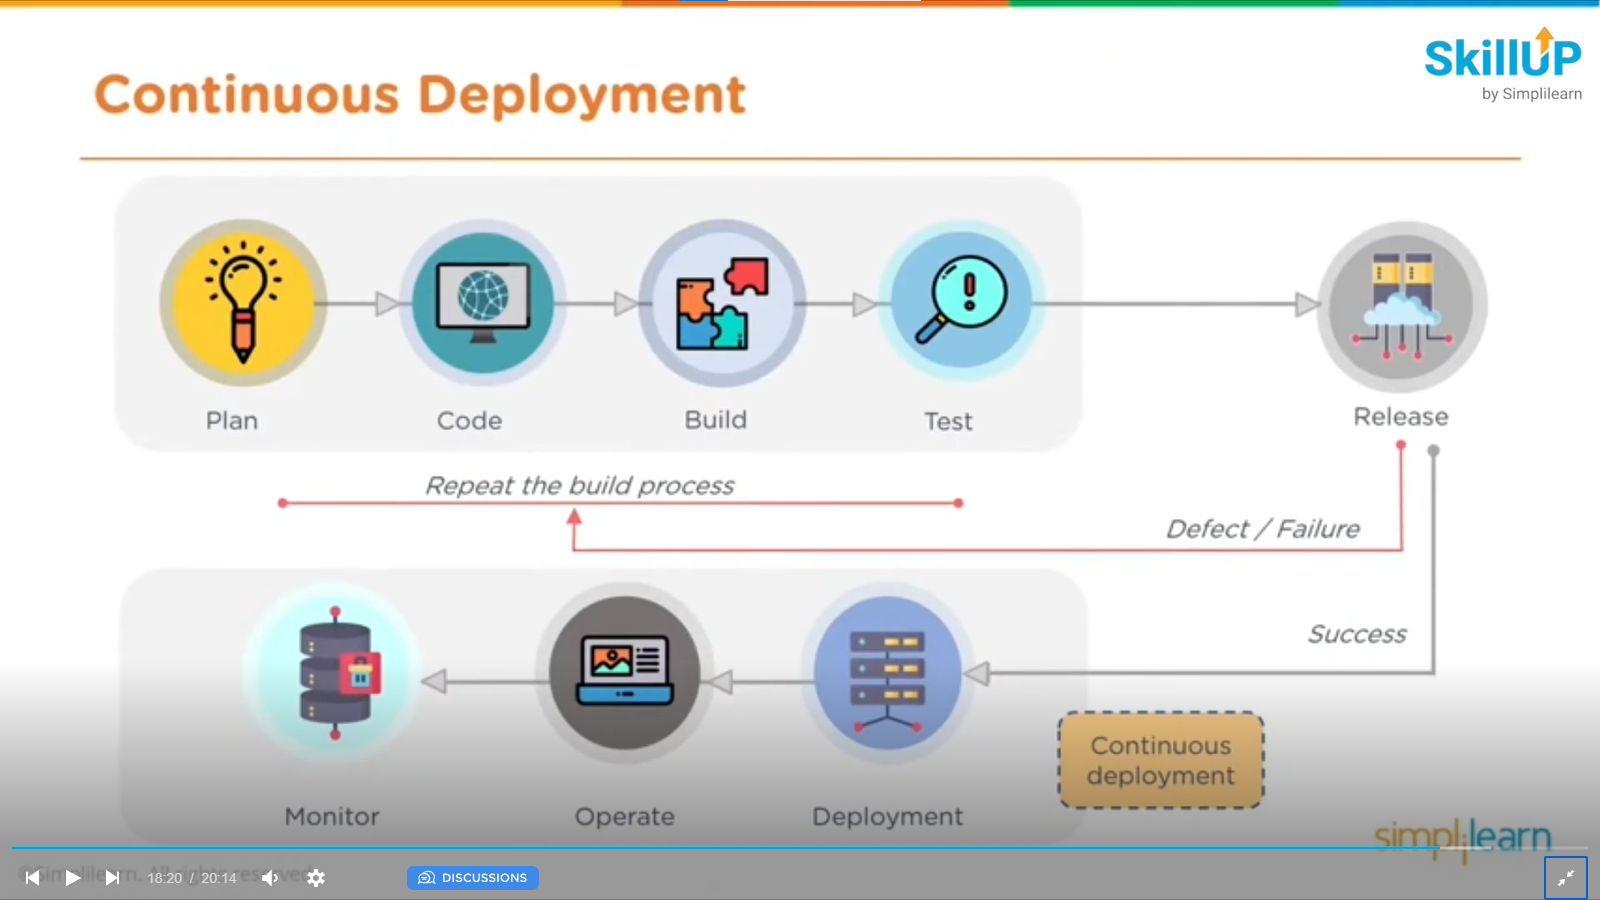 SkillUP
by Simplilearn
Continuous Deployment
Plan
Code
Build
Test
Release
Repeat the build process
Defect / Failure
Success
Continuous
deployment
Monitor
Operate
Deployment
simplilearn
©Simplilearn. All rights reserved.
18:20 / 20:14
DISCUSSIONS